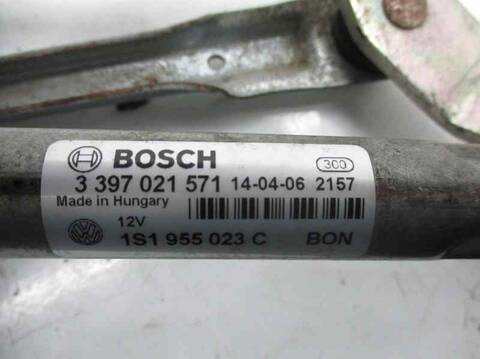 BOSCH
300
3 397 021 571 14-04-06 2157
Made in Hungary
12V
1S1 955 023 C BON